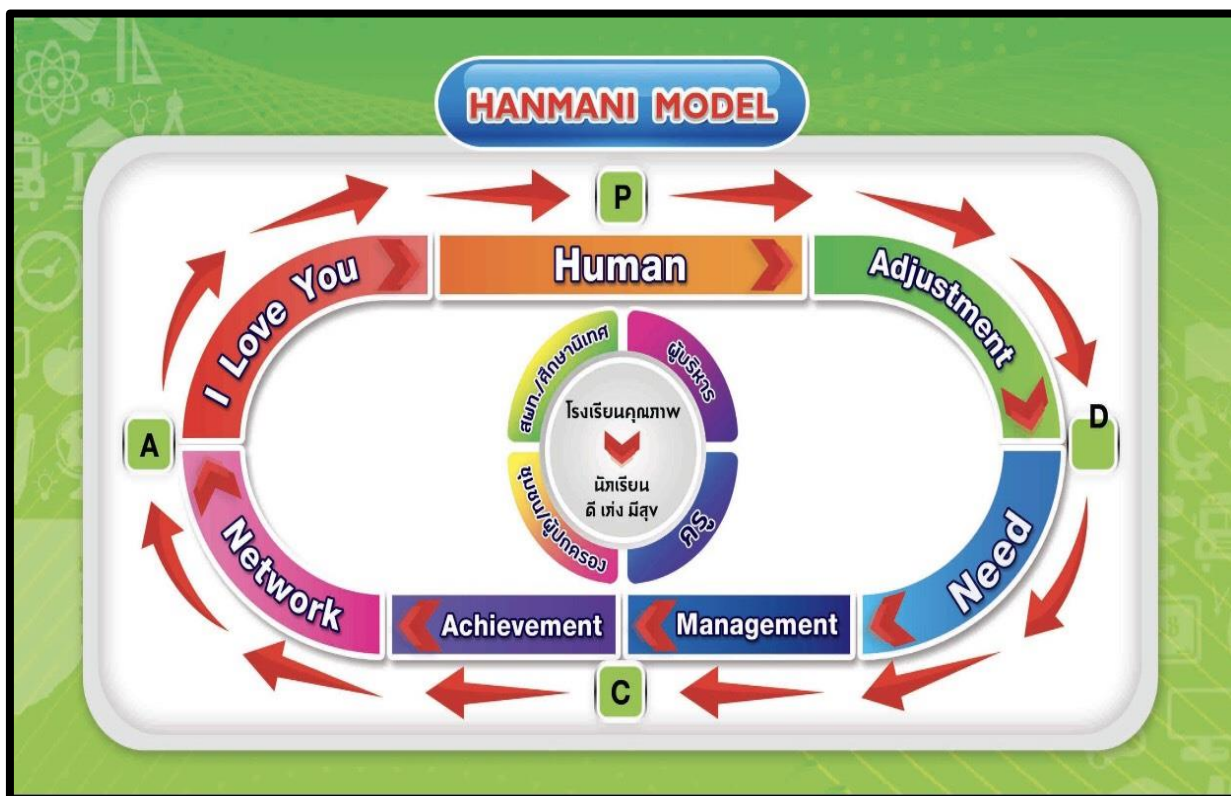 HANMANI MODEL
P
I Love You
Human
Adjustment
สพท./ศึกษานิเทศ
ผู้บริหาร
โรงเรียนคุณภาพ
A
D
นักเรียน
ดี เก่ง มีสุข
ชุมชน/ผู้ปกครอง
ครู
Network
Need
Achievement
Management
C